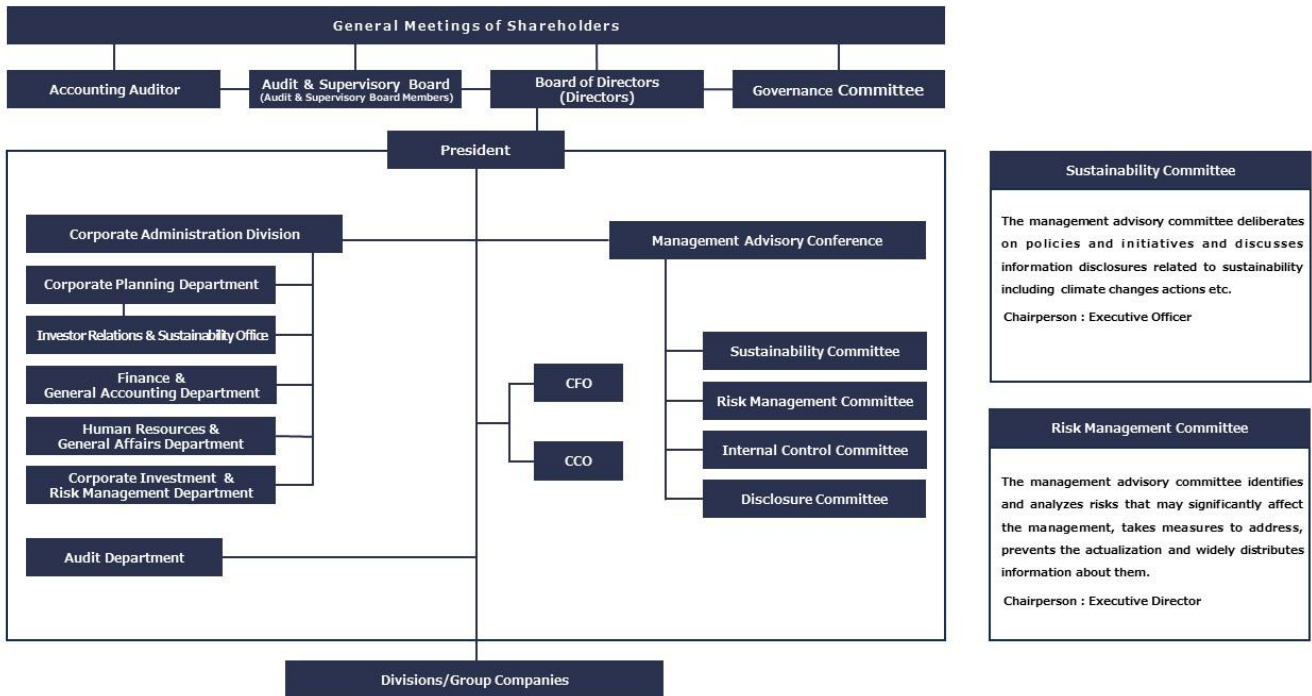 General Meetings of Shareholders
Accounting Auditor
Audit & Supervisory Board
(Audit & Supervisory Board Members)
Board of Directors
(Directors)
Governance Committee
President
Corporate Administration Division
Corporate Planning Department
Investor Relations & Sustainability Office
Finance &
General Accounting Department
Human Resources &
General Affairs Department
Corporate Investment &
Risk Management Department
Audit Department
CFO
CCO
Management Advisory Conference
Sustainability Committee
Risk Management Committee
Internal Control Committee
Disclosure Committee
Divisions/Group Companies
Sustainability Committee
The management advisory committee deliberates
on policies and initiatives and discusses
information disclosures related to sustainability
including climate changes actions etc.
Chairperson : Executive Officer
Risk Management Committee
The management advisory committee identifies
and analyzes risks that may significantly affect
the management, takes measures to address,
prevents the actualization and widely distributes
information about them.
Chairperson : Executive Director